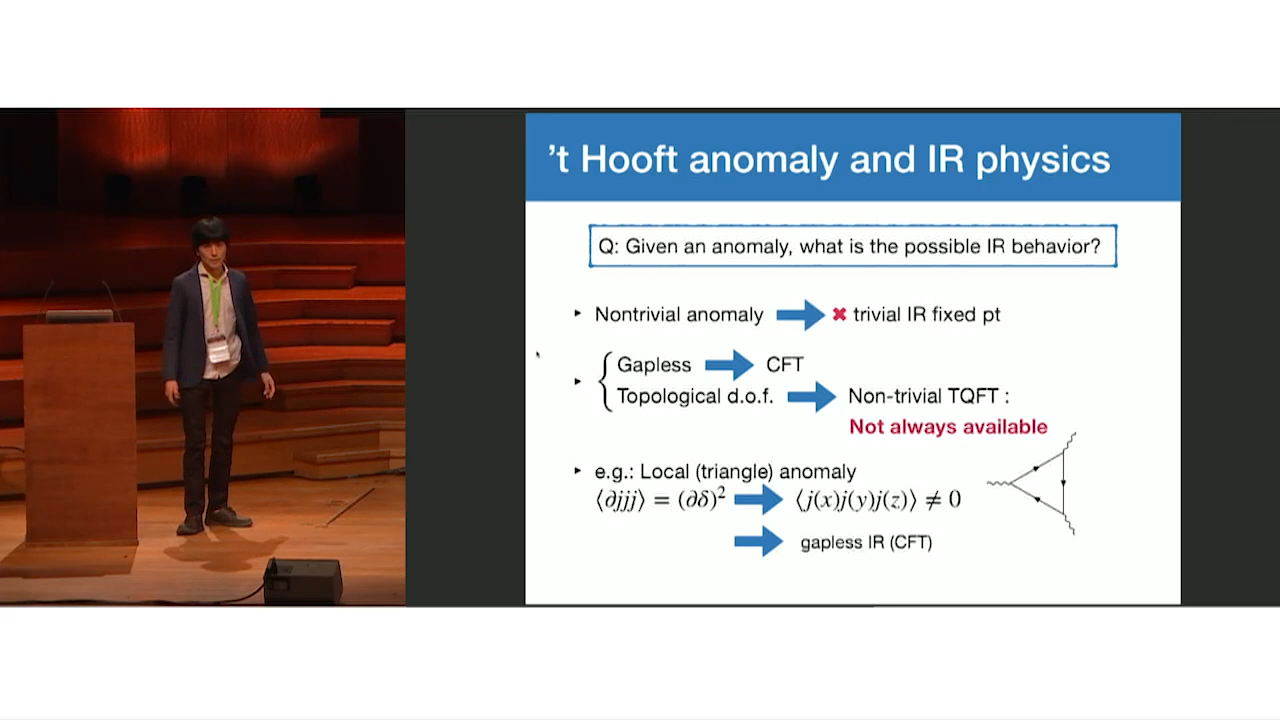 ’t Hooft anomaly and IR physics
Q: Given an anomaly, what is the possible IR behavior?
‣ Nontrivial anomaly ➡ ✖ trivial IR fixed pt
‣ { Gapless ➡ CFT
Topological d.o.f. ➡ Non-trivial TQFT :
Not always available
‣ e.g.: Local (triangle) anomaly
⟨∂jjj⟩ = (∂δ)² ➡ ⟨j(x)j(y)j(z)⟩ ≠ 0
➡ gapless IR (CFT)